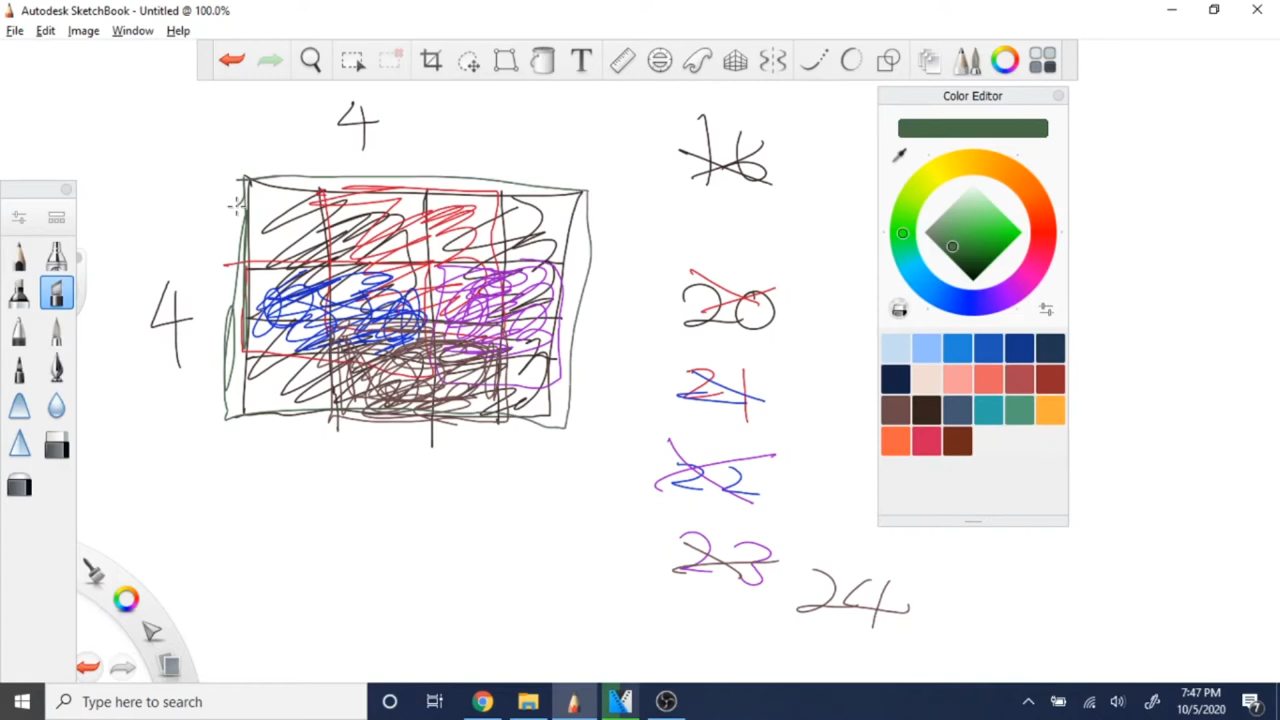 Autodesk SketchBook - Untitled @ 100.0%
File Edit Image Window Help
T
Color Editor
4
16
4
20
21
22
23
24
Type here to search
7:47 PM
10/5/2020
7